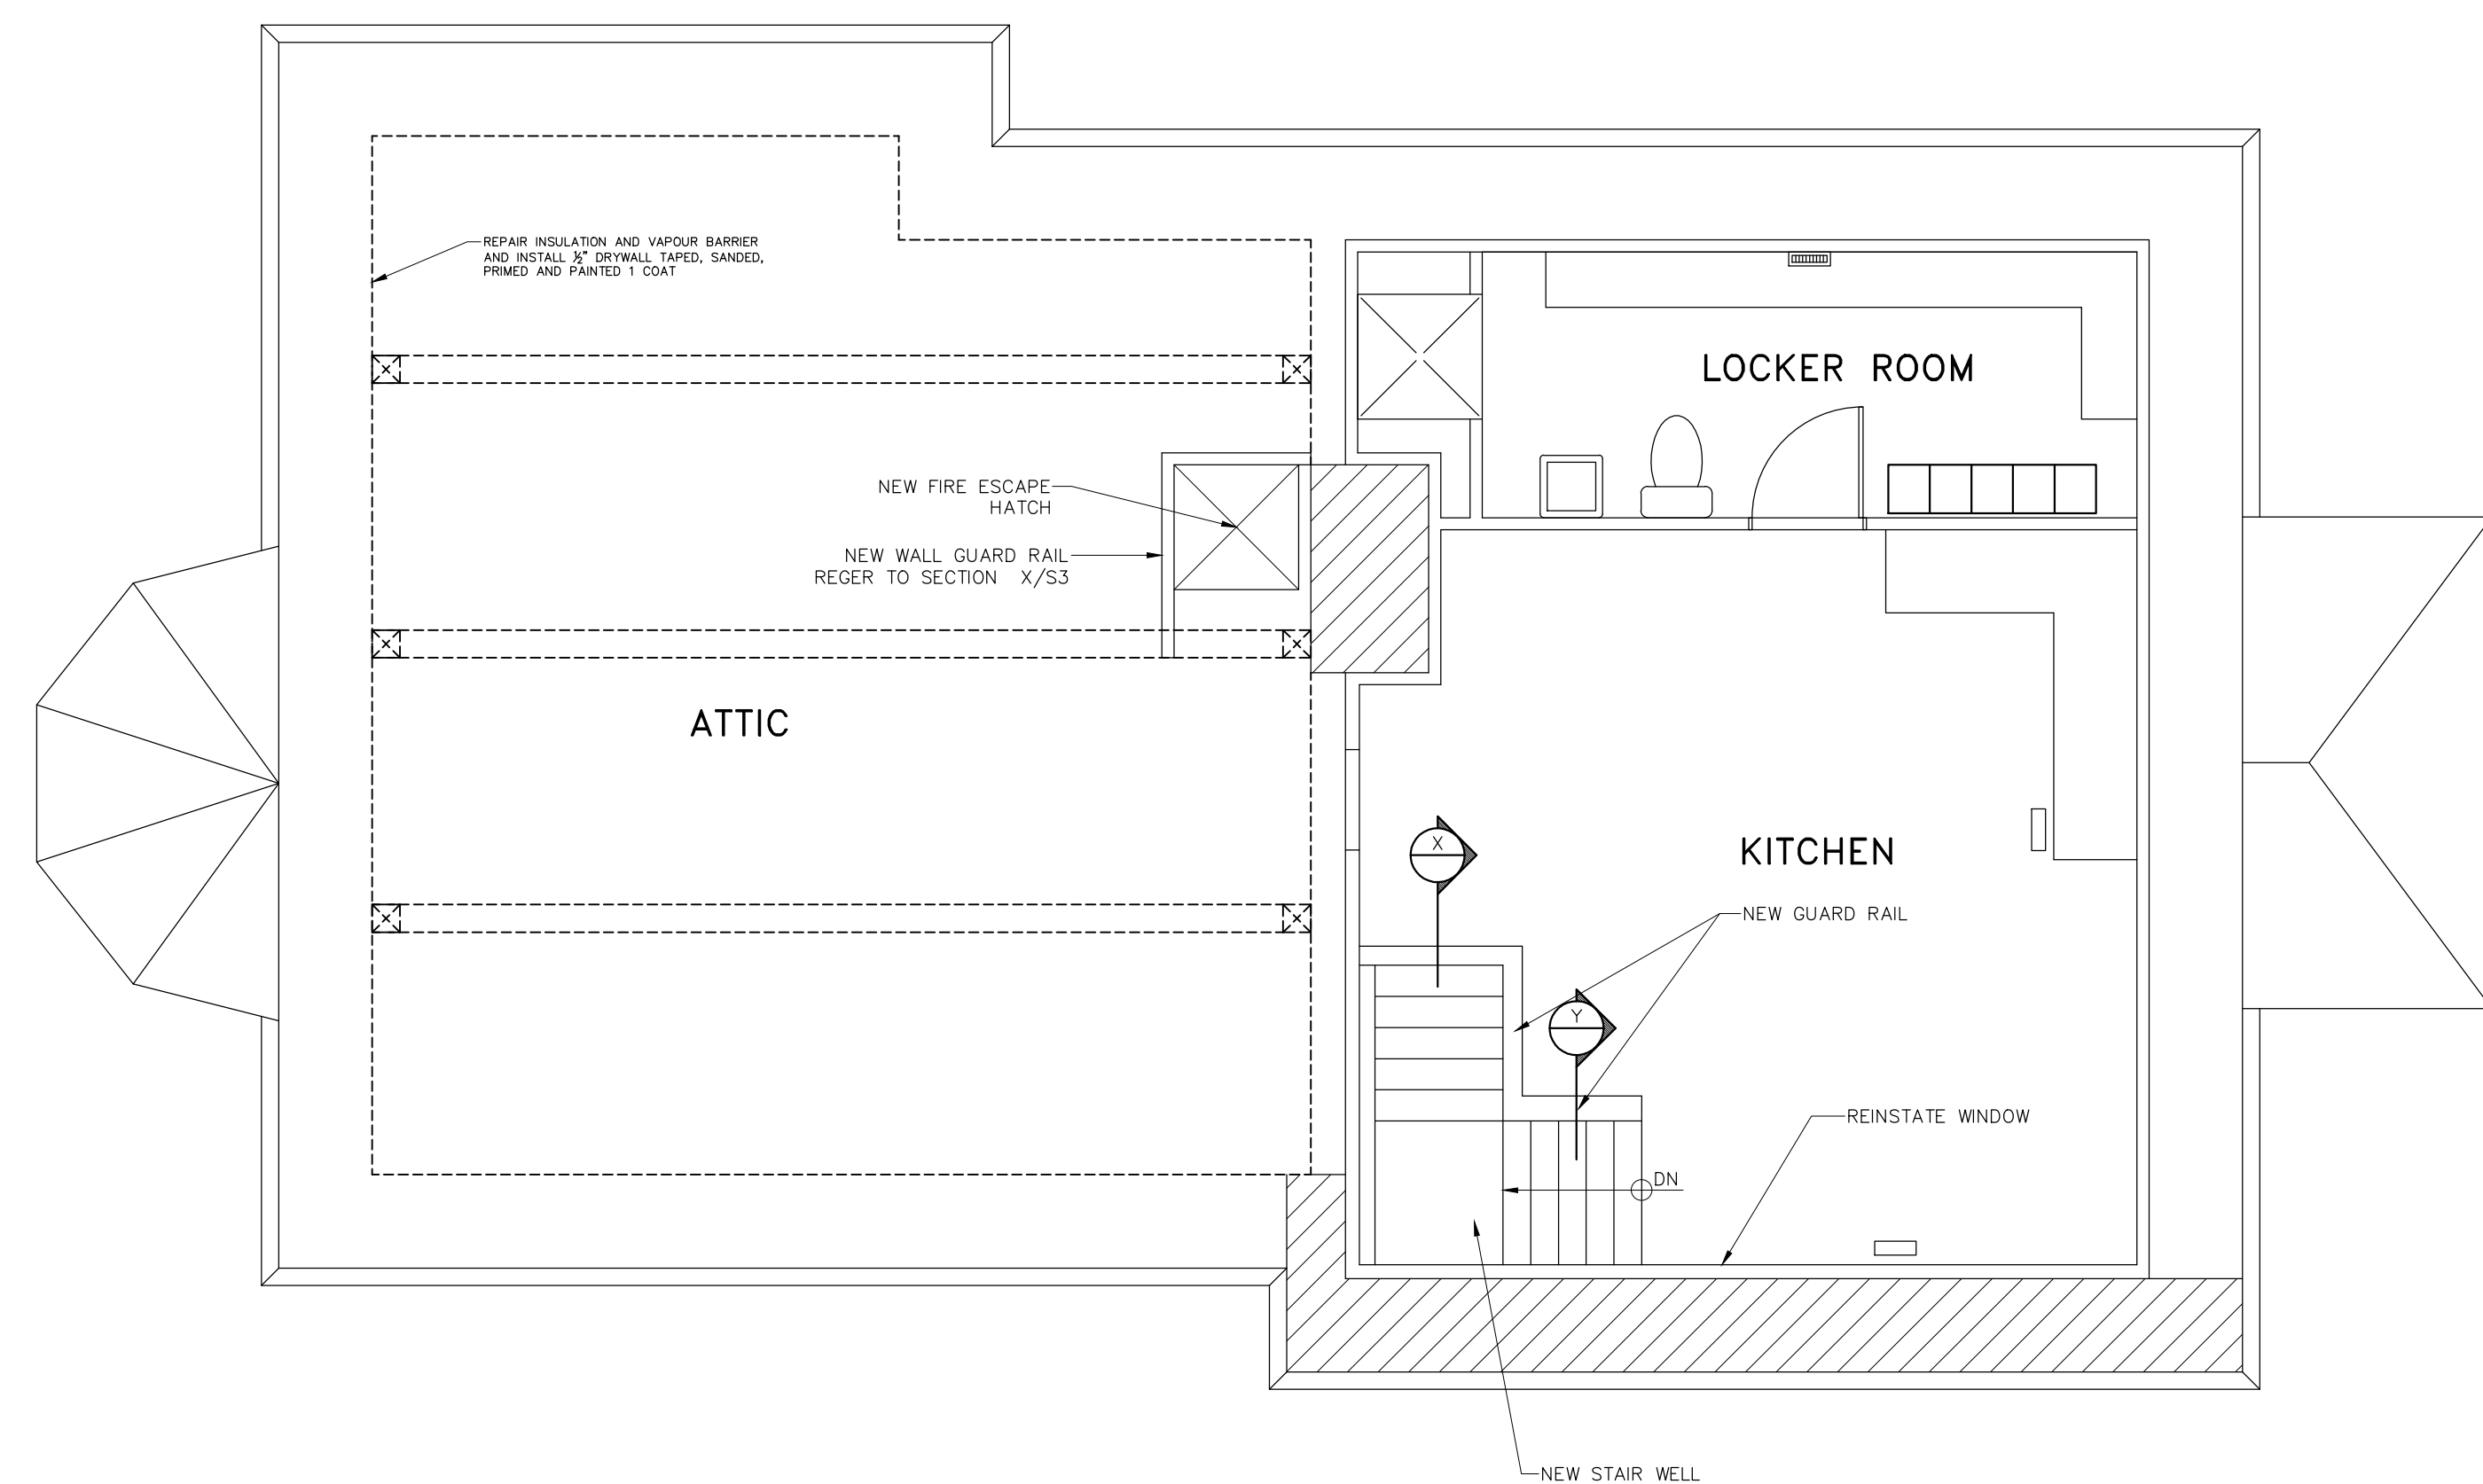 REPAIR INSULATION AND VAPOUR BARRIER
AND INSTALL ½" DRYWALL TAPED, SANDED,
PRIMED AND PAINTED 1 COAT
LOCKER ROOM
NEW FIRE ESCAPE
HATCH
NEW WALL GUARD RAIL
REGER TO SECTION X/S3
ATTIC
X
KITCHEN
NEW GUARD RAIL
Y
REINSTATE WINDOW
DN
NEW STAIR WELL